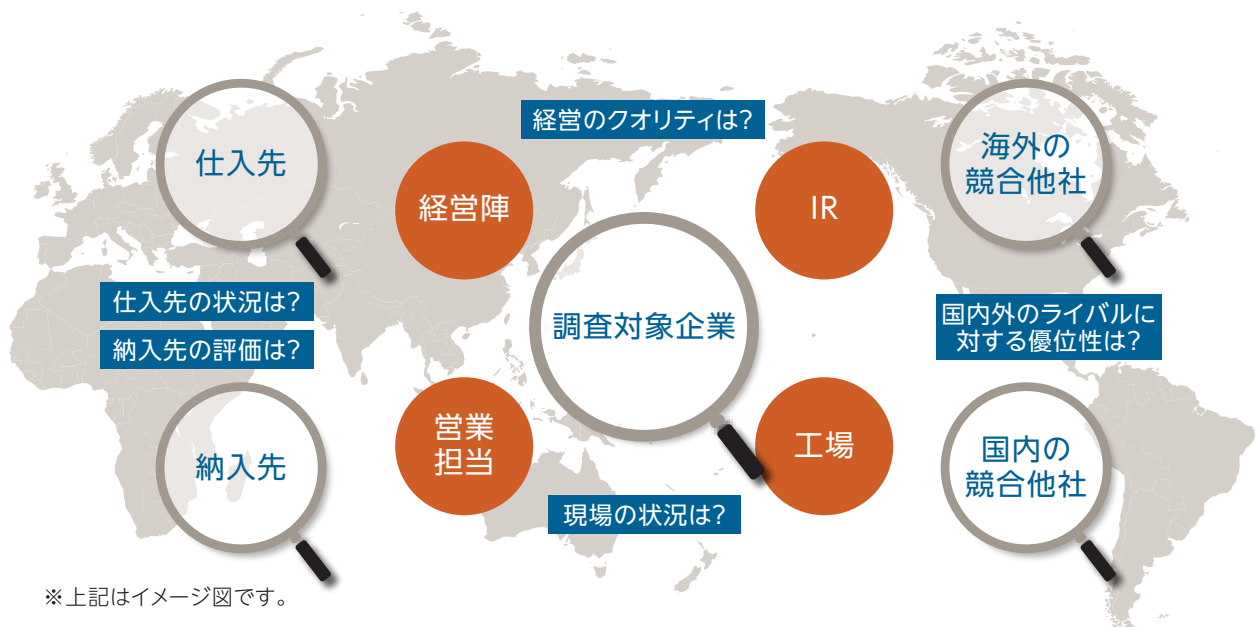 経営のクオリティは?
仕入先
経営陣
IR
海外の
競合他社
調査対象企業
仕入先の状況は?
納入先の評価は?
国内外のライバルに
対する優位性は?
納入先
営業
担当
工場
国内の
競合他社
現場の状況は?
※上記はイメージ図です。